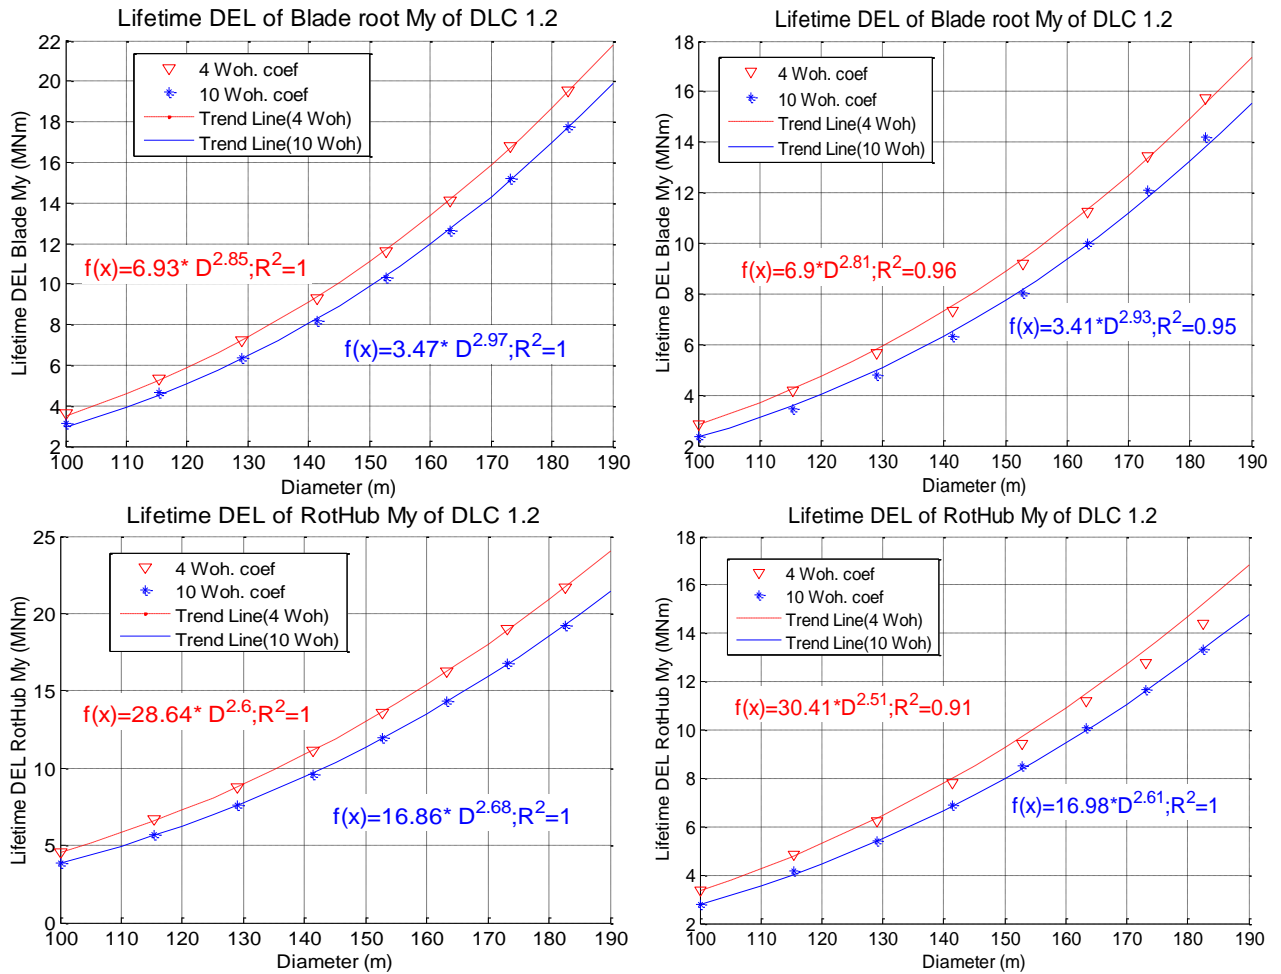 Lifetime DEL of Blade root My of DLC 1.2
22
20
18
16
14
12
10
8
6
4
2
Lifetime DEL Blade My (MNm)
4 Woh. coef
10 Woh. coef
Trend Line(4 Woh)
Trend Line(10 Woh)
f(x)=6.93* D^2.85;R^2=1
f(x)=3.47* D^2.97;R^2=1
100 110 120 130 140 150 160 170 180 190
Diameter (m)
Lifetime DEL of Blade root My of DLC 1.2
18
16
14
12
10
8
6
4
2
Lifetime DEL Blade My (MNm)
4 Woh. coef
10 Woh. coef
Trend Line(4 Woh)
Trend Line(10 Woh)
f(x)=6.9*D^2.81;R^2=0.96
f(x)=3.41*D^2.93;R^2=0.95
100 110 120 130 140 150 160 170 180 190
Diameter (m)
Lifetime DEL of RotHub My of DLC 1.2
25
20
15
10
5
0
Lifetime DEL RotHub My (MNm)
4 Woh. coef
10 Woh. coef
Trend Line(4 Woh)
Trend Line(10 Woh)
f(x)=28.64* D^2.6;R^2=1
f(x)=16.86* D^2.68;R^2=1
100 110 120 130 140 150 160 170 180 190
Diameter (m)
Lifetime DEL of RotHub My of DLC 1.2
18
16
14
12
10
8
6
4
2
Lifetime DEL RotHub My (MNm)
4 Woh. coef
10 Woh. coef
Trend Line(4 Woh)
Trend Line(10 Woh)
f(x)=30.41*D^2.51;R^2=0.91
f(x)=16.98*D^2.61;R^2=1
100 110 120 130 140 150 160 170 180 190
Diameter (m)